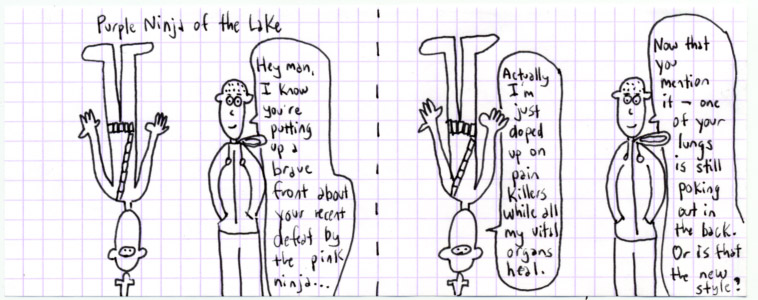 Purple Ninja of the Lake
Hey man,
I know
you're
putting
up a
brave
front about
your recent
defeat by
the pink
ninja...
Actually
I'm
just
doped
up on
pain
killers
while all
my vital
organs
heal.
Now that
you
mention
it - one
of your
lungs
is still
poking
out in
the back.
Or is that
the new
style?